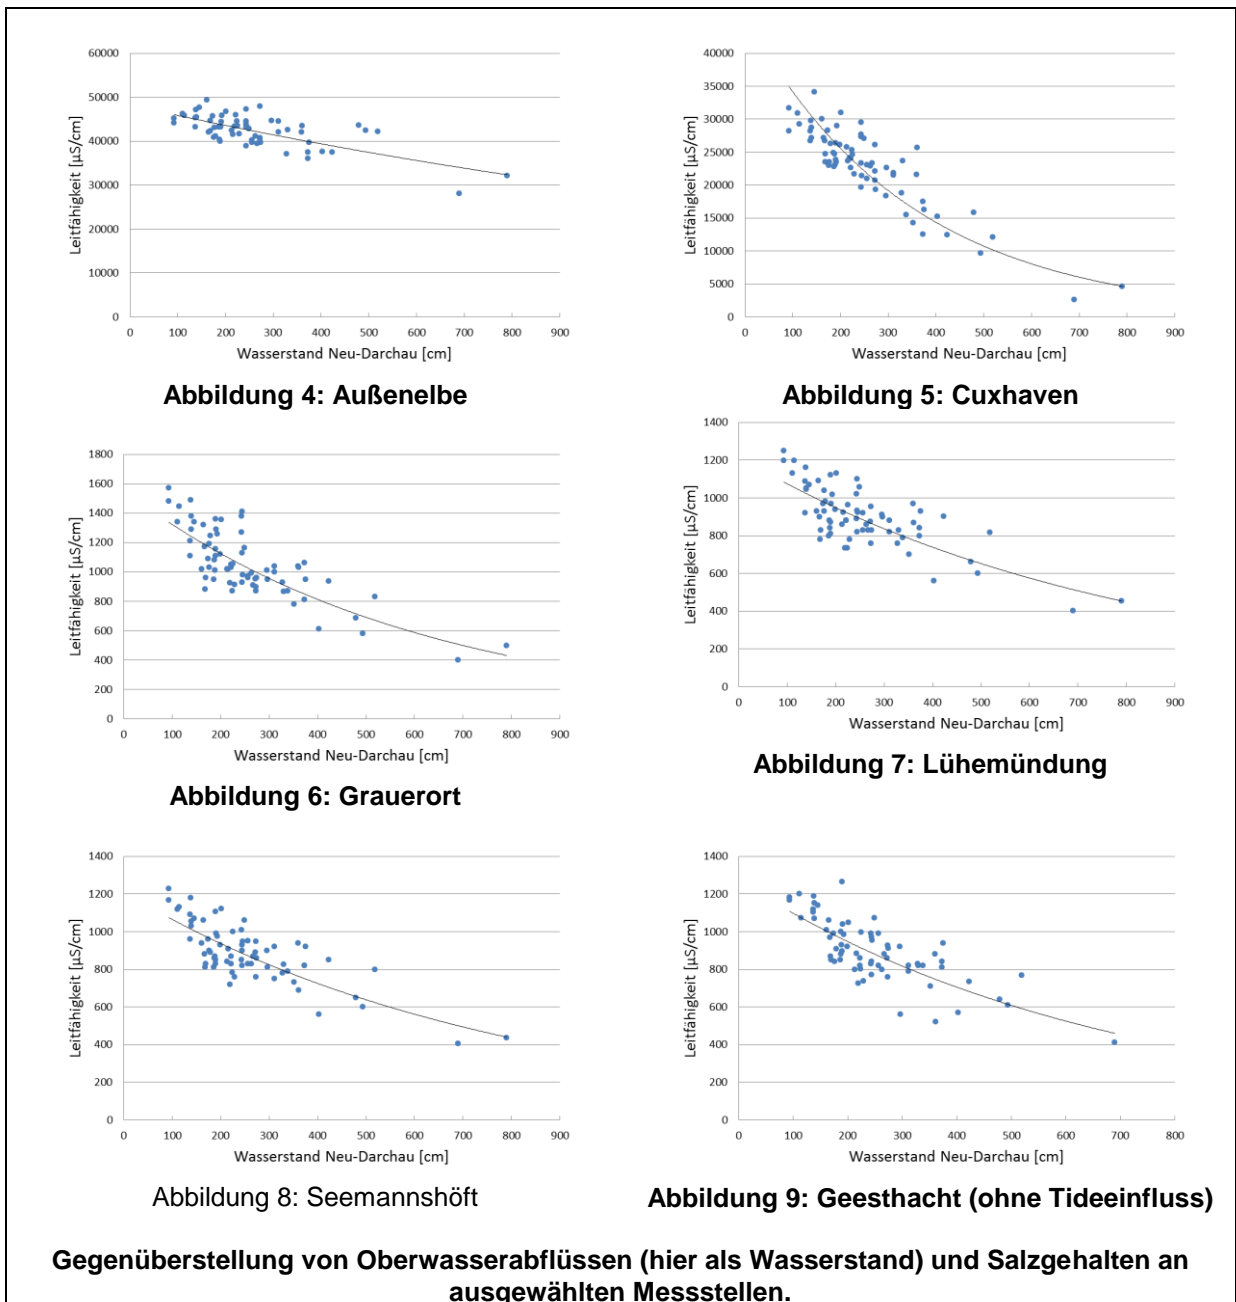 60000
50000
40000
30000
20000
10000
0
0 100 200 300 400 500 600 700 800 900
Leitfähigkeit [µS/cm]
Wasserstand Neu-Darchau [cm]
Abbildung 4: Außenelbe
40000
35000
30000
25000
20000
15000
10000
5000
0
0 100 200 300 400 500 600 700 800 900
Leitfähigkeit [µS/cm]
Wasserstand Neu-Darchau [cm]
Abbildung 5: Cuxhaven
1800
1600
1400
1200
1000
800
600
400
200
0
0 100 200 300 400 500 600 700 800 900
Leitfähigkeit [µS/cm]
Wasserstand Neu-Darchau [cm]
Abbildung 6: Grauerort
1400
1200
1000
800
600
400
200
0
0 100 200 300 400 500 600 700 800 900
Leitfähigkeit [µS/cm]
Wasserstand Neu-Darchau [cm]
Abbildung 7: Lühemündung
1400
1200
1000
800
600
400
200
0
0 100 200 300 400 500 600 700 800 900
Leitfähigkeit [µS/cm]
Wasserstand Neu-Darchau [cm]
Abbildung 8: Seemannshöft
1400
1200
1000
800
600
400
200
0
0 100 200 300 400 500 600 700 800
Leitfähigkeit [µS/cm]
Wasserstand Neu-Darchau [cm]
Abbildung 9: Geesthacht (ohne Tideeinfluss)
Gegenüberstellung von Oberwasserabflüssen (hier als Wasserstand) und Salzgehalten an
ausgewählten Messstellen.